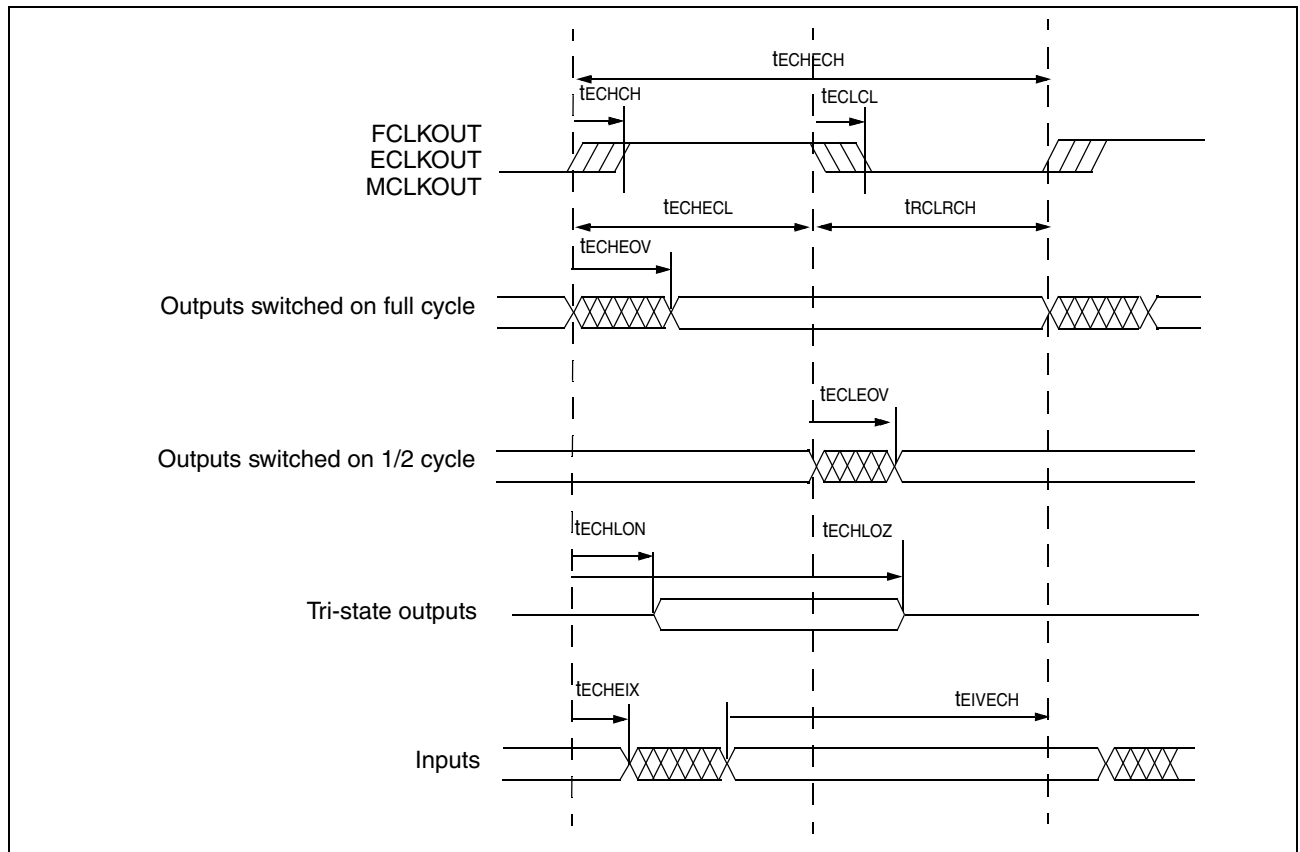 tECHECH
tECHCH
tECLCL
FCLKOUT
ECLKOUT
MCLKOUT
tECHECL
tRCLRCH
tECHEOV
Outputs switched on full cycle
tECLEOV
Outputs switched on 1/2 cycle
tECHLON
tECHLOZ
Tri-state outputs
tECHEIX
tEIVECH
Inputs